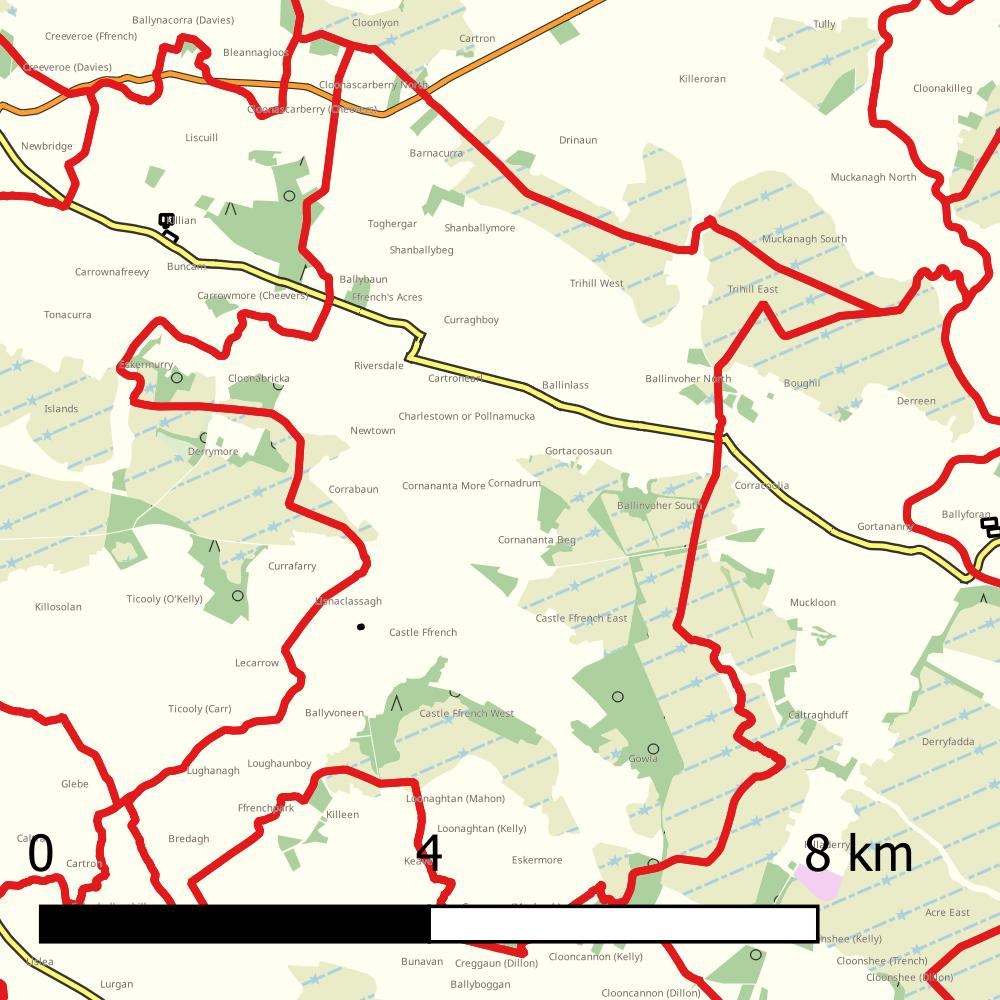 Ballynacorra (Davies)
Cloonlyon
Tully
Creeveroe (Ffrench)
Cartron
Bleannagloos
Creeveroe (Davies)
Killeroran
Cloonascarberry North
Cloonakilleg
Cloonascarberry (Cheevers)
Liscuill
Drinaun
Newbridge
Barnacurra
Muckanagh North
Killian
Toghergar
Shanballymore
Muckanagh South
Shanballybeg
Carrownafreevy
Buncam
Ballybaun
Trihill West
Trihill East
Carrowmore (Cheevers)
Ffrench's Acres
Tonacurra
Curraghboy
Eskermurry
Riversdale
Cloonabricka
Cartronearl
Ballinlass
Ballinvoher North
Boughil
Islands
Derreen
Charlestown or Pollnamucka
Newtown
Derrymore
Gortacoosaun
Corrabaun
Cornananta More
Cornadrum
Corracholia
Ballinvoher South
Ballyforan
Gortananny
Cornananta Beg
Currafarry
Ticooly (O'Kelly)
Lisnaclassagh
Killosolan
Muckloon
Castle Ffrench East
Castle Ffrench
Lecarrow
Ticooly (Carr)
Ballyvoneen
Castle Ffrench West
Caltraghduff
Derryfadda
Gowla
Loughaunboy
Lughanagh
Glebe
Loonaghtan (Mahon)
Ffrenchpark
Killeen
Loonaghtan (Kelly)
Bredagh
0
4
8 km
Cartron
Eskermore
Acre East
Cloonshee (Trench)
Cloonshee (Dillon)
Lislea
Bunavan
Creggaun (Dillon)
Clooncannon (Kelly)
Lurgan
Ballyboggan
Clooncannon (Dillon)